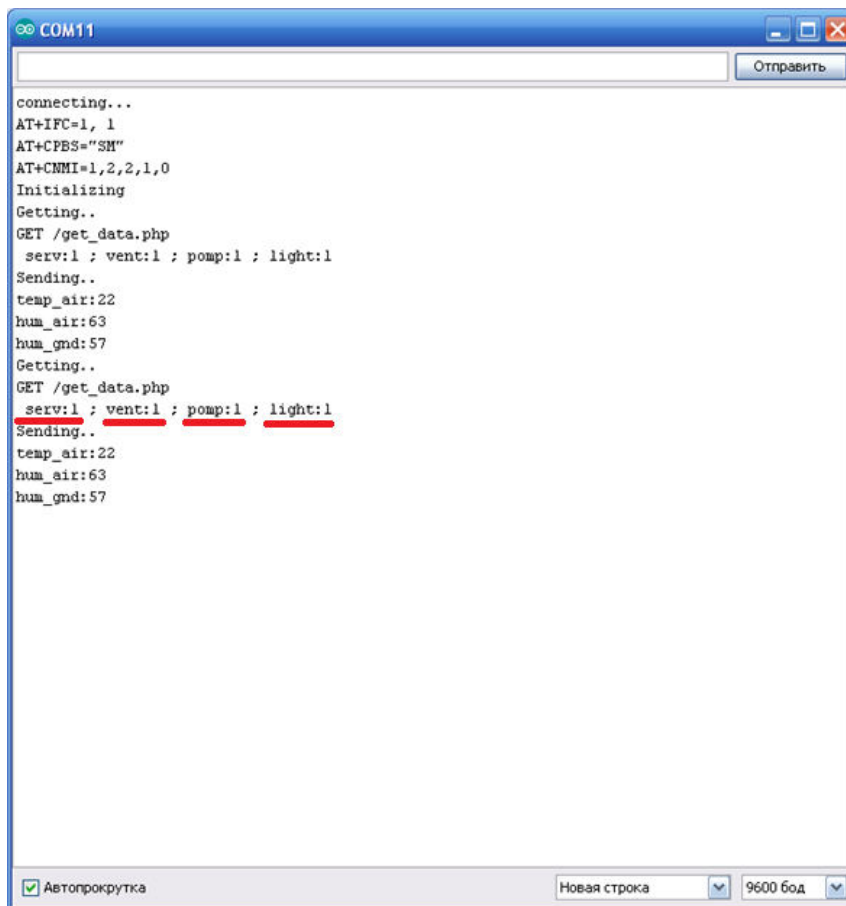 COM11
Отправить
connecting...
AT+IFC=1, 1
AT+CPBS="SM"
AT+CNMI=1,2,2,1,0
Initializing
Getting..
GET /get_data.php
serv:1 ; vent:1 ; pomp:1 ; light:1
Sending..
temp_air:22
hum_air:63
hum_gnd:57
Getting..
GET /get_data.php
serv:1 ; vent:1 ; pomp:1 ; light:1
Sending..
temp_air:22
hum_air:63
hum_gnd:57
Автопрокрутка Новая строка 9600 бод